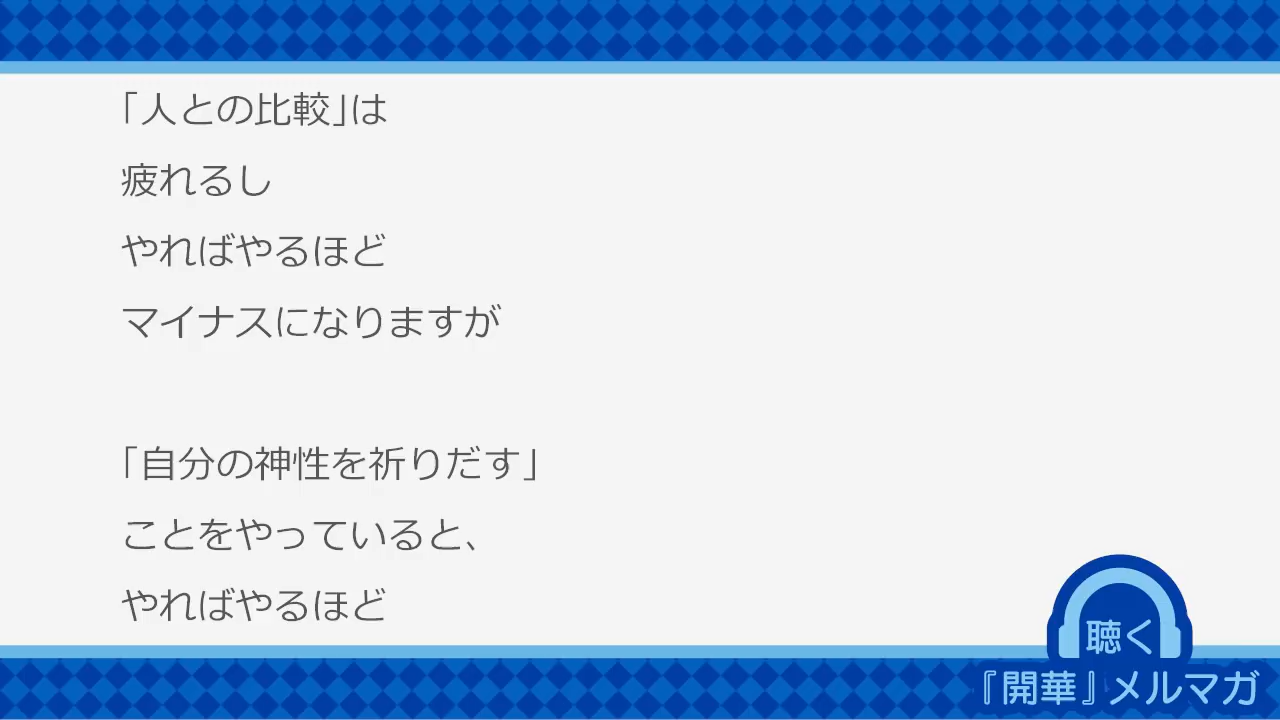 「人との比較」は
疲れるし
やればやるほど
マイナスになりますが
「自分の神性を祈りだす」
ことをやっていると、
やればやるほど
聴く
『開華』メルマガ